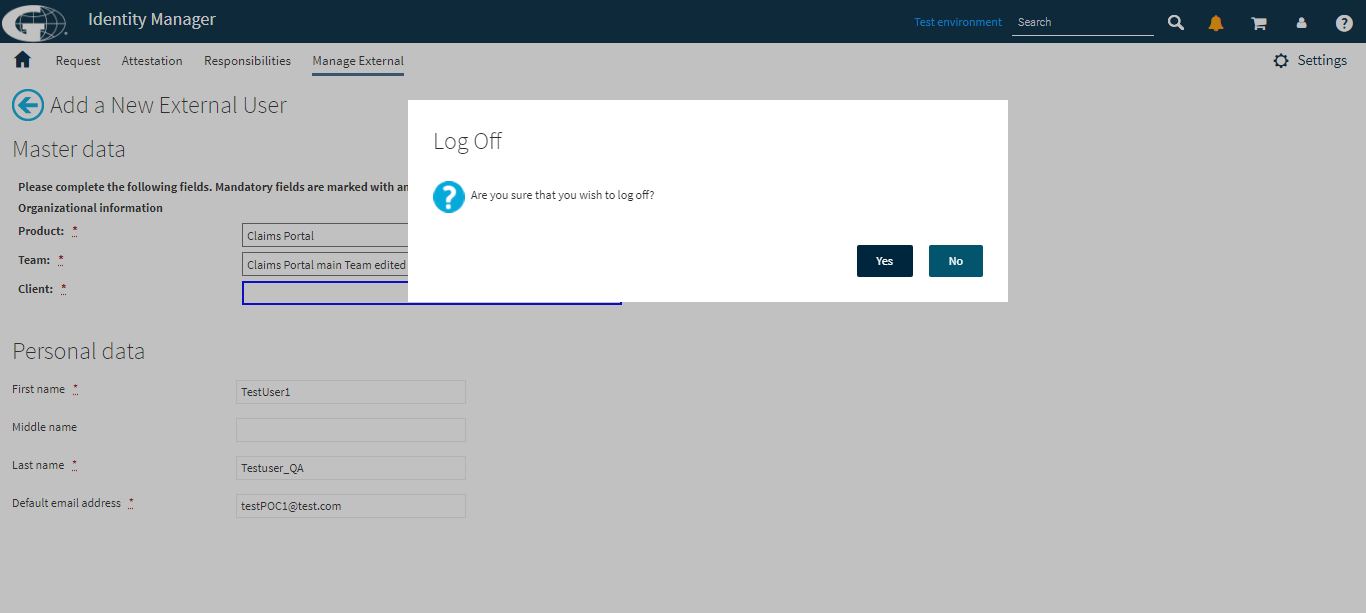 Identity Manager
Test environment
Search
Request
Attestation
Responsibilities
Manage External
Settings
Add a New External User
Master data
Please complete the following fields. Mandatory fields are marked with an
Organizational information
Product: *
Claims Portal
Team: *
Claims Portal main Team edited
Client: *
Log Off
?
Are you sure that you wish to log off?
Yes
No
Personal data
First name *
TestUser1
Middle name
Last name *
Testuser_QA
Default email address *
testPOC1@test.com